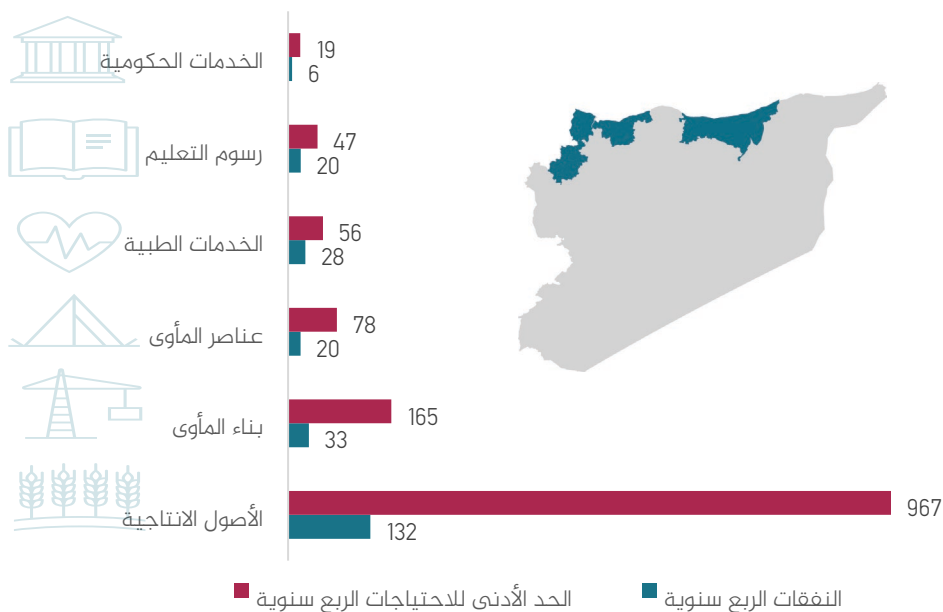 الخدمات الحكومية
19
6
رسوم التعليم
47
20
الخدمات الطبية
56
28
عناصر المأوى
78
20
بناء المأوى
165
33
الأصول الانتاجية
967
132
النفقات الربع سنوية
الحد الأدنى للاحتياجات الربع سنوية